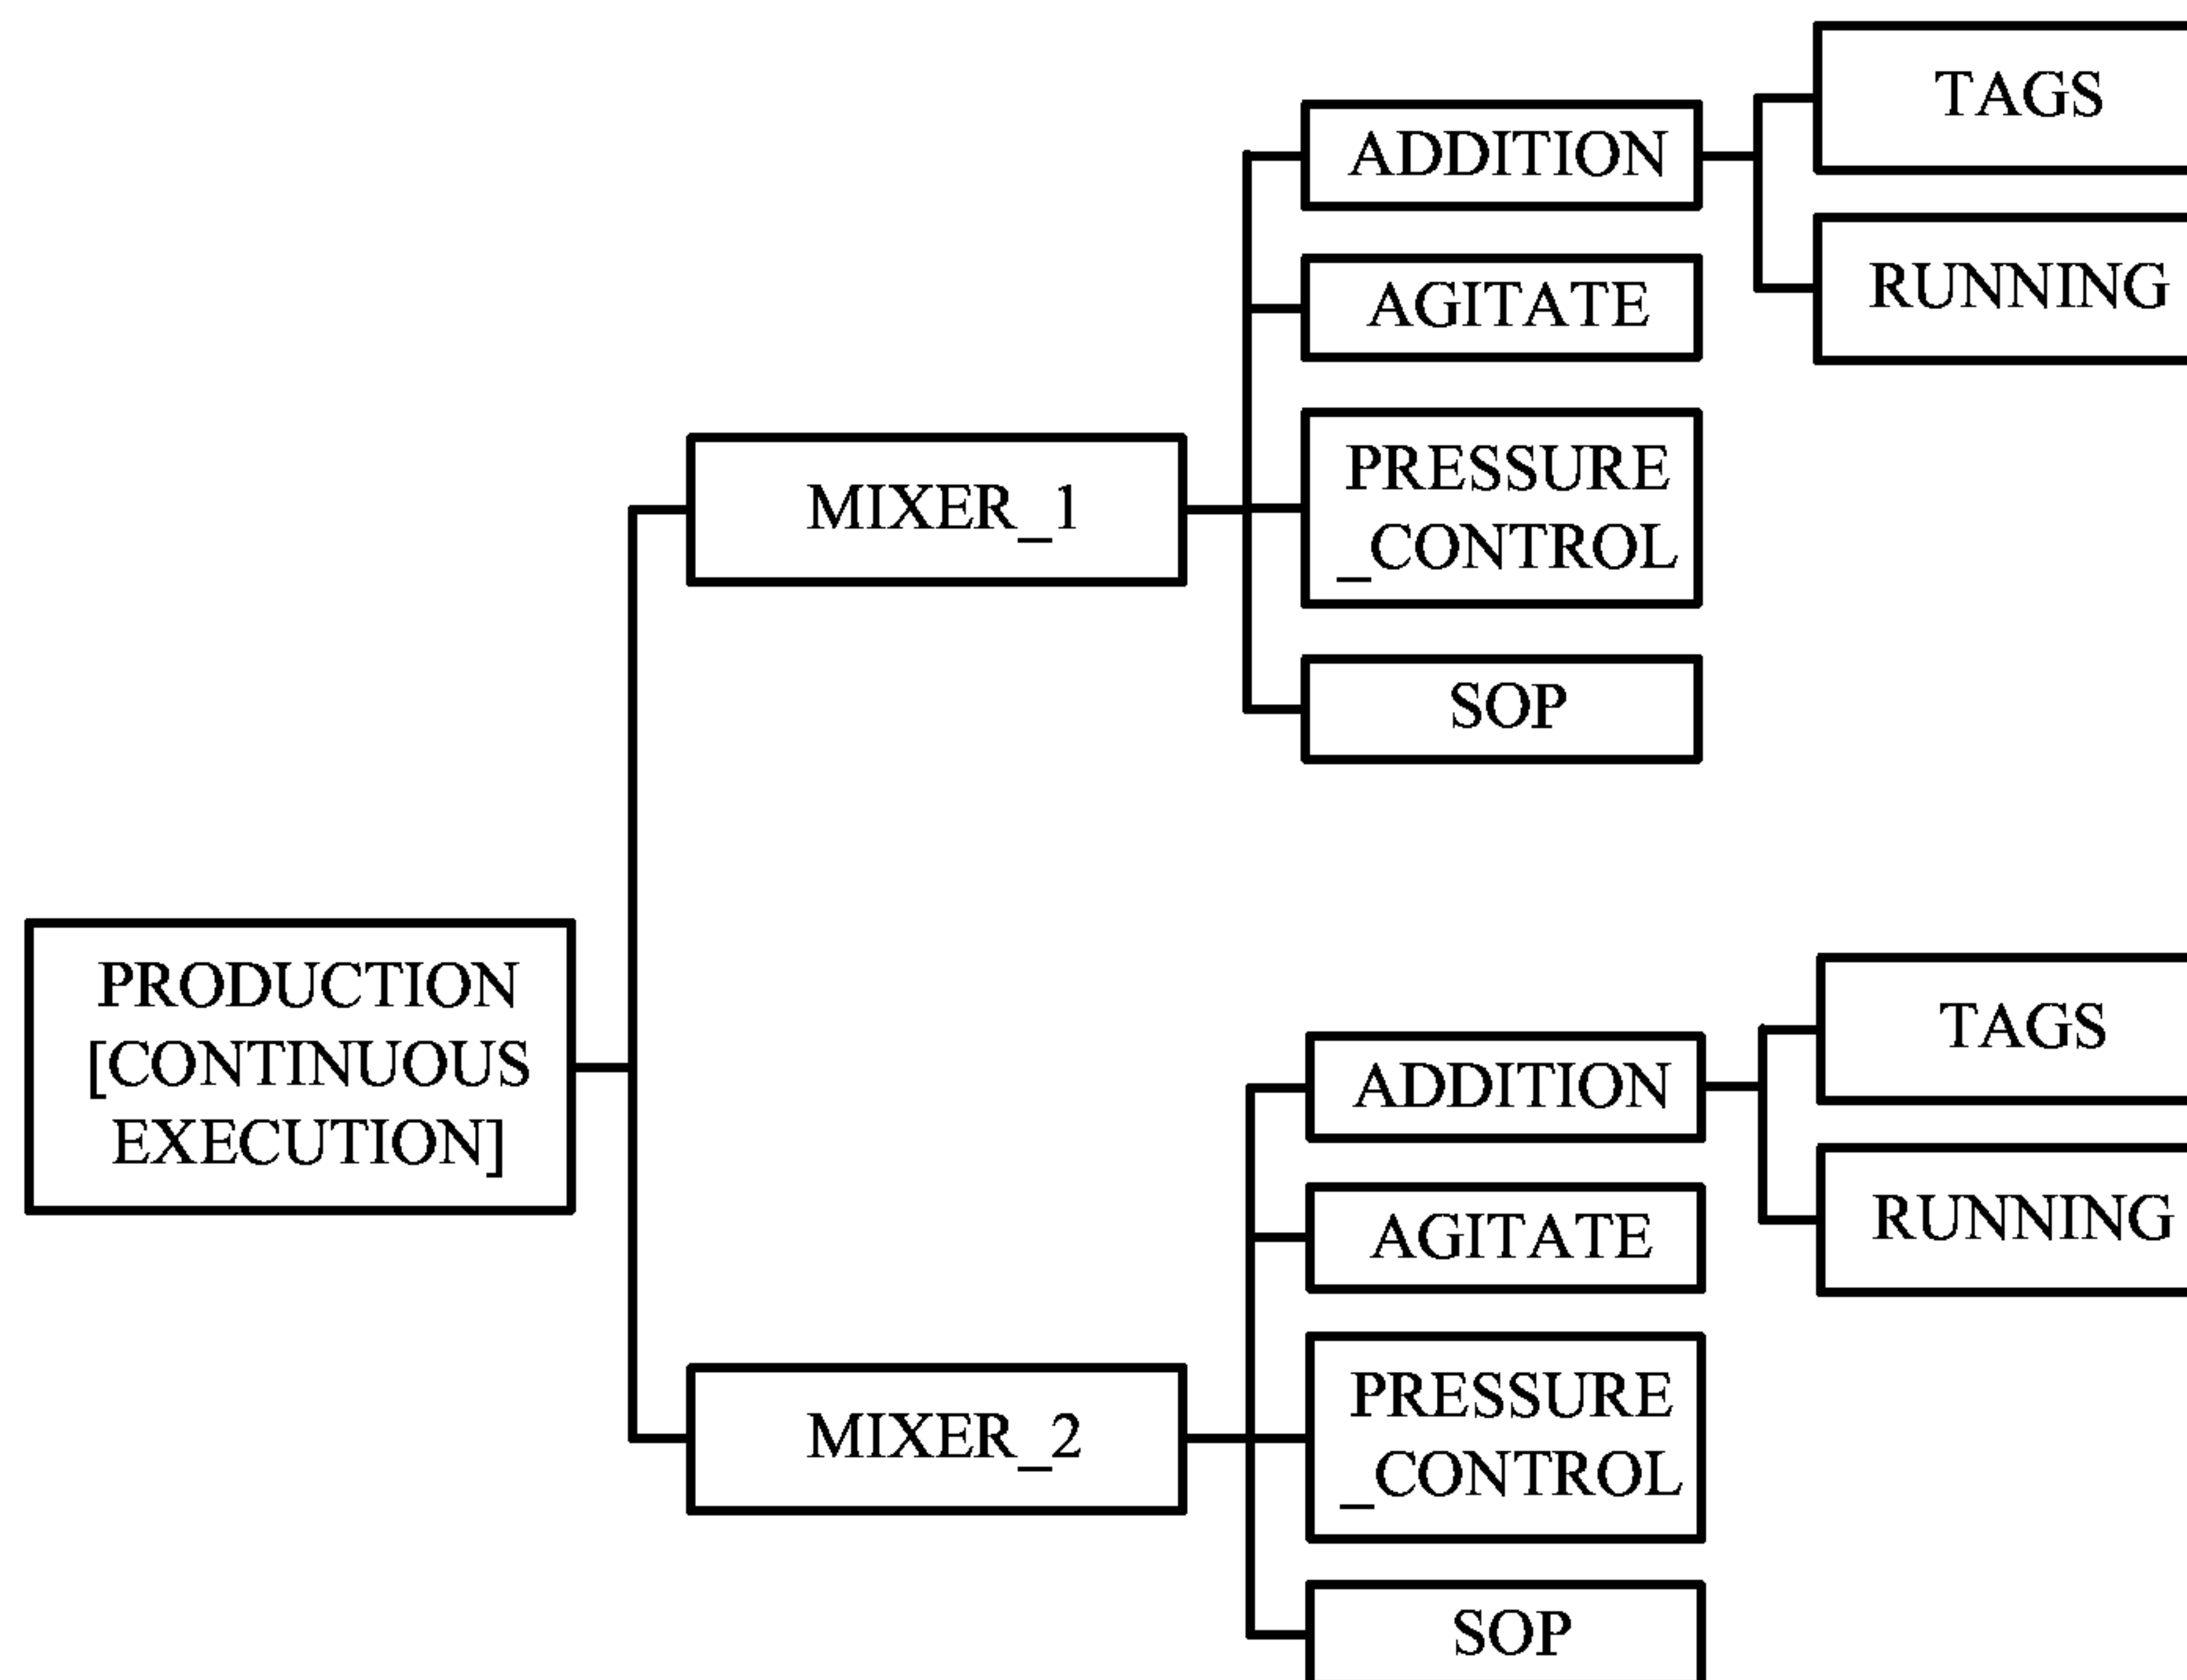 TAGS
ADDITION
RUNNING
AGITATE
PRESSURE
_CONTROL
MIXER_1
SOP
PRODUCTION
[CONTINUOUS
EXECUTION]
TAGS
ADDITION
RUNNING
AGITATE
PRESSURE
_CONTROL
MIXER_2
SOP